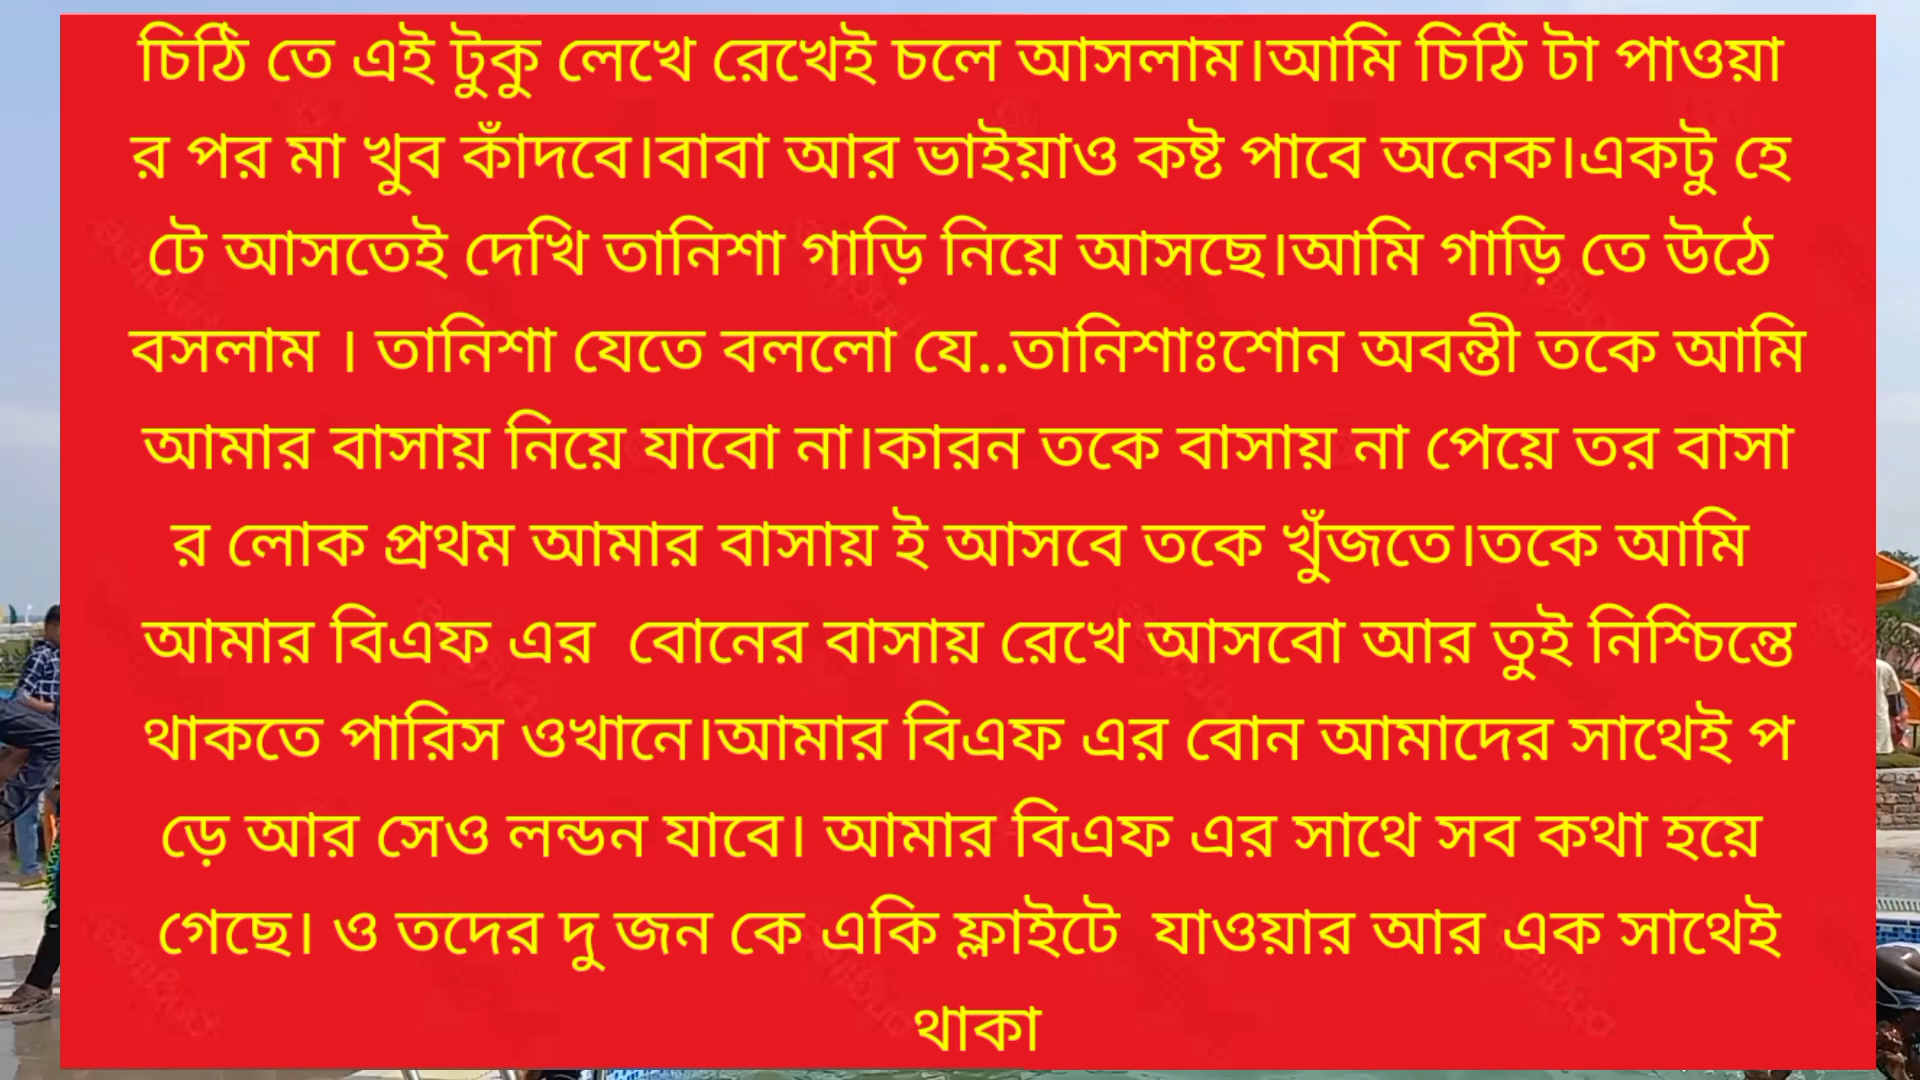 চিঠি তে এই টুকু লেখে রেখেই চলে আসলাম।আমি চিঠি টা পাওয়া
র পর মা খুব কাঁদবে।বাবা আর ভাইয়াও কষ্ট পাবে অনেক।একটু হে
টে আসতেই দেখি তানিশা গাড়ি নিয়ে আসছে।আমি গাড়ি তে উঠে
বসলাম । তানিশা যেতে বললো যে..তানিশাঃশোন অবন্তী তকে আমি
আমার বাসায় নিয়ে যাবো না।কারন তকে বাসায় না পেয়ে তর বাসা
র লোক প্রথম আমার বাসায় ই আসবে তকে খুঁজতে।তকে আমি
আমার বিএফ এর  বোনের বাসায় রেখে আসবো আর তুই নিশ্চিন্তে
থাকতে পারিস ওখানে।আমার বিএফ এর বোন আমাদের সাথেই প
ড়ে আর সেও লন্ডন যাবে। আমার বিএফ এর সাথে সব কথা হয়ে
গেছে। ও তদের দু জন কে একি ফ্লাইটে  যাওয়ার আর এক সাথেই
থাকা